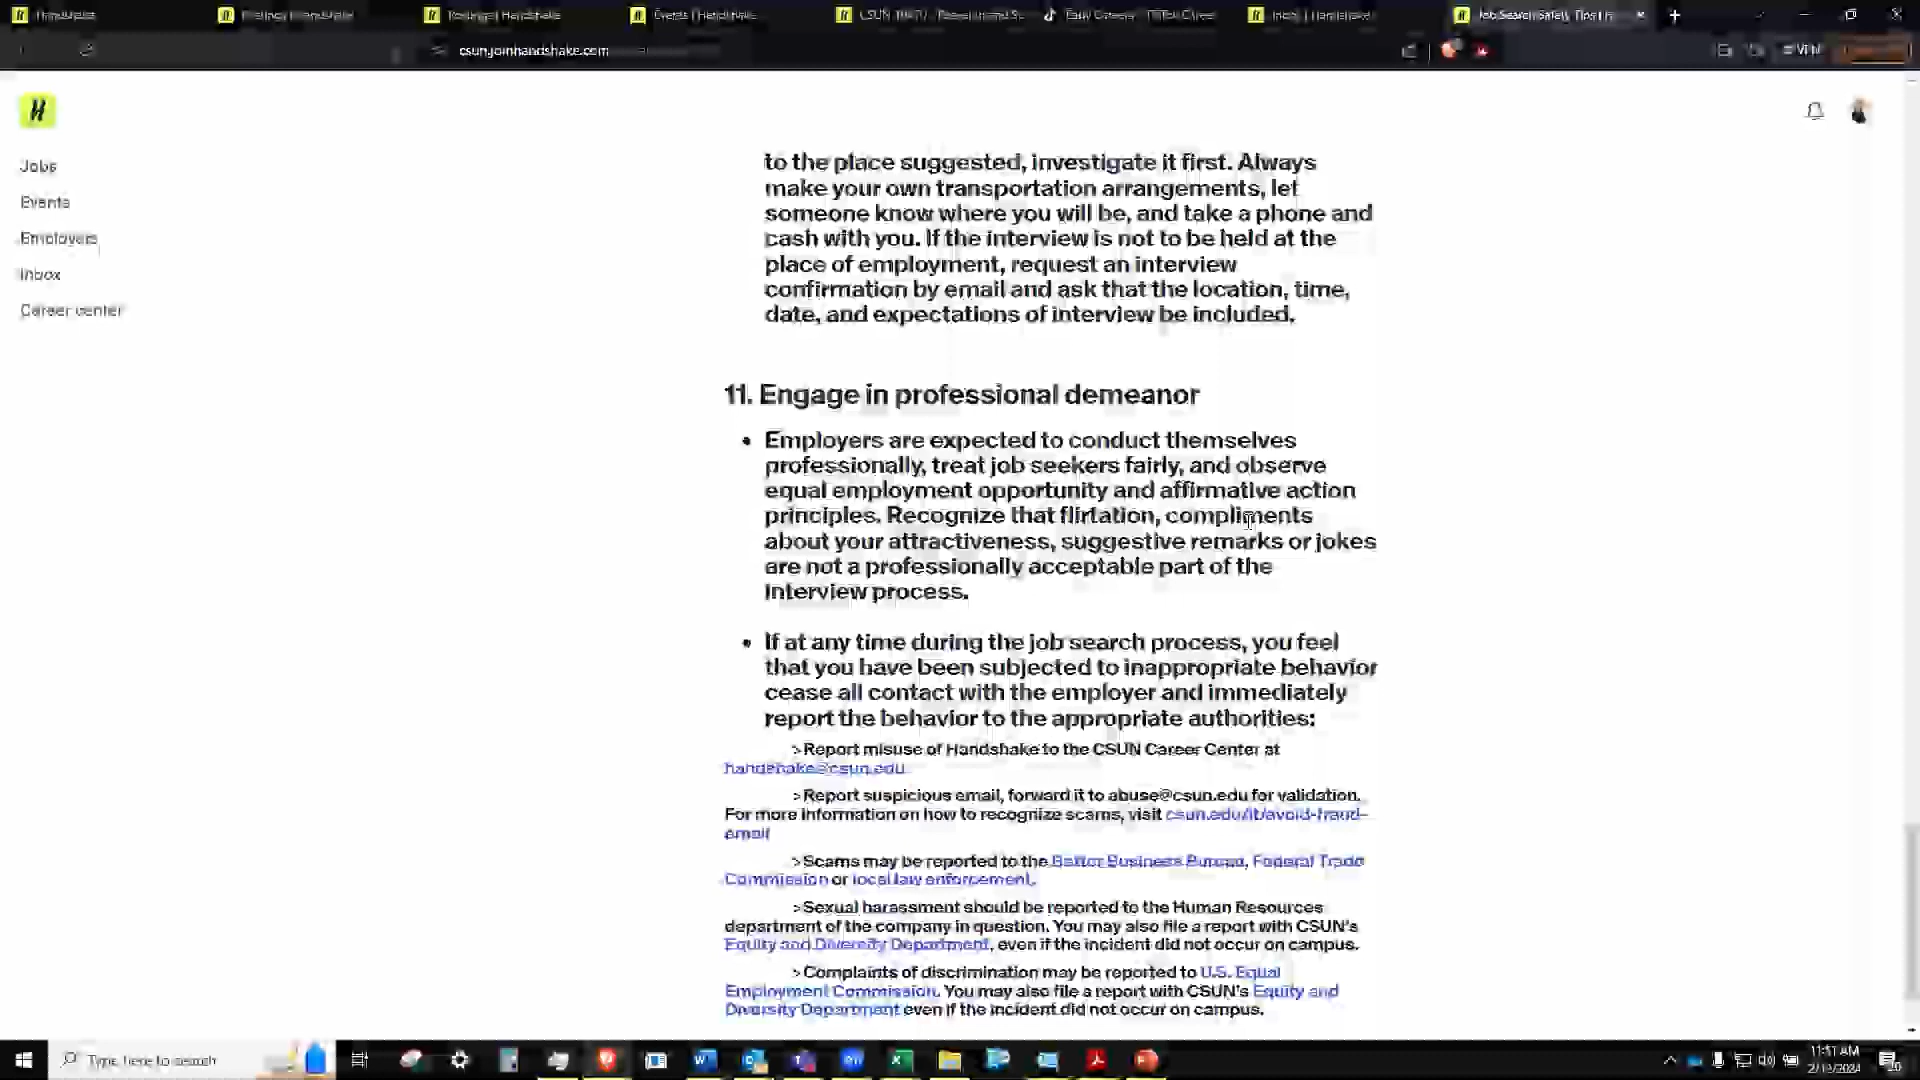 Events | Handshake
Inbox | Handshake
Job Search Safety Tips |
csun.joinhandshake.com
VPN
Jobs
Events
Employers
Inbox
Career center
to the place suggested, investigate it first. Always
make your own transportation arrangements, let
someone know where you will be, and take a phone and
cash with you. If the interview is not to be held at the
place of employment, request an interview
confirmation by email and ask that the location, time,
date, and expectations of interview be included.
11. Engage in professional demeanor
• Employers are expected to conduct themselves
professionally, treat job seekers fairly, and observe
equal employment opportunity and affirmative action
principles. Recognize that flirtation, compliments
about your attractiveness, suggestive remarks or jokes
are not a professionally acceptable part of the
interview process.
• If at any time during the job search process, you feel
that you have been subjected to inappropriate behavior
cease all contact with the employer and immediately
report the behavior to the appropriate authorities:
>Report misuse of Handshake to the CSUN Career Center at
handshake@csun.edu.
>Report suspicious email, forward it to abuse@csun.edu for validation.
For more information on how to recognize scams, visit csun.edu/it/avoid-fraud-
email
>Scams may be reported to the Better Business Bureau, Federal Trade
Commission or local law enforcement.
>Sexual harassment should be reported to the Human Resources
department of the company in question. You may also file a report with CSUN's
Equity and Diversity Department, even if the incident did not occur on campus.
>Complaints of discrimination may be reported to U.S. Equal
Employment Commission. You may also file a report with CSUN's Equity and
Diversity Department even if the incident did not occur on campus.
Type here to search
11:51 AM